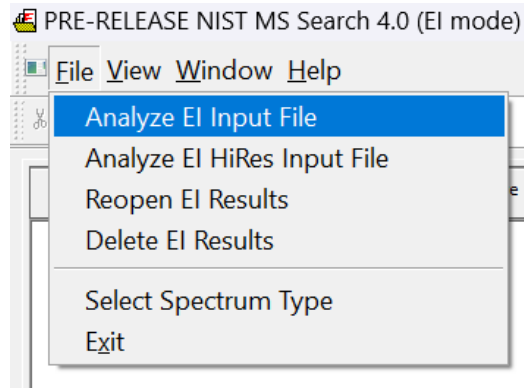 PRE-RELEASE NIST MS Search 4.0 (EI mode)
File View Window Help
Analyze EI Input File
Analyze EI HiRes Input File
Reopen EI Results
Delete EI Results
Select Spectrum Type
Exit